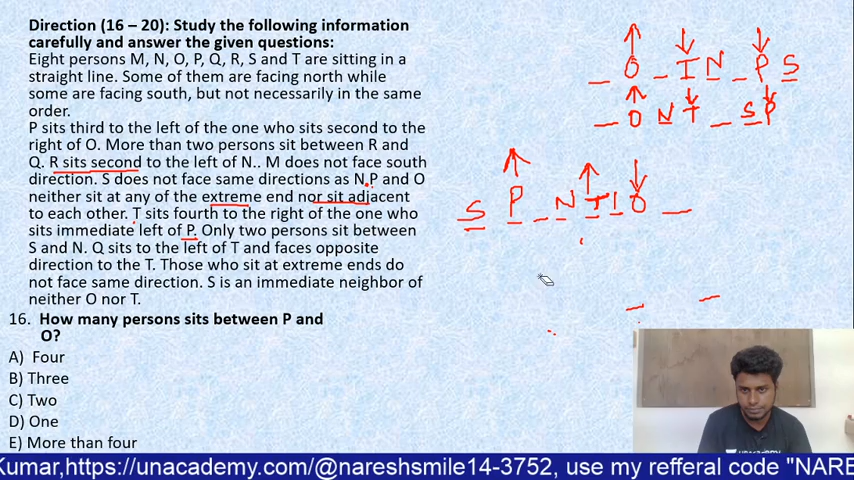 Direction (16 – 20): Study the following information
carefully and answer the given questions:
Eight persons M, N, O, P, Q, R, S and T are sitting in a
straight line. Some of them are facing north while
some are facing south, but not necessarily in the same
order.
P sits third to the left of the one who sits second to the
right of O. More than two persons sit between R and
Q. R sits second to the left of N.. M does not face south
direction. S does not face same directions as N.P and O
neither sit at any of the extreme end nor sit adjacent
to each other. T sits fourth to the right of the one who
sits immediate left of P. Only two persons sit between
S and N. Q sits to the left of T and faces opposite
direction to the T. Those who sit at extreme ends do
not face same direction. S is an immediate neighbor of
neither O nor T.
16. How many persons sits between P and
O?
A) Four
B) Three
C) Two
D) One
E) More than four
O T N P S
O N T S P
S P N T O
Kumar,https://unacademy.com/@nareshsmile14-3752, use my refferal code "NARE